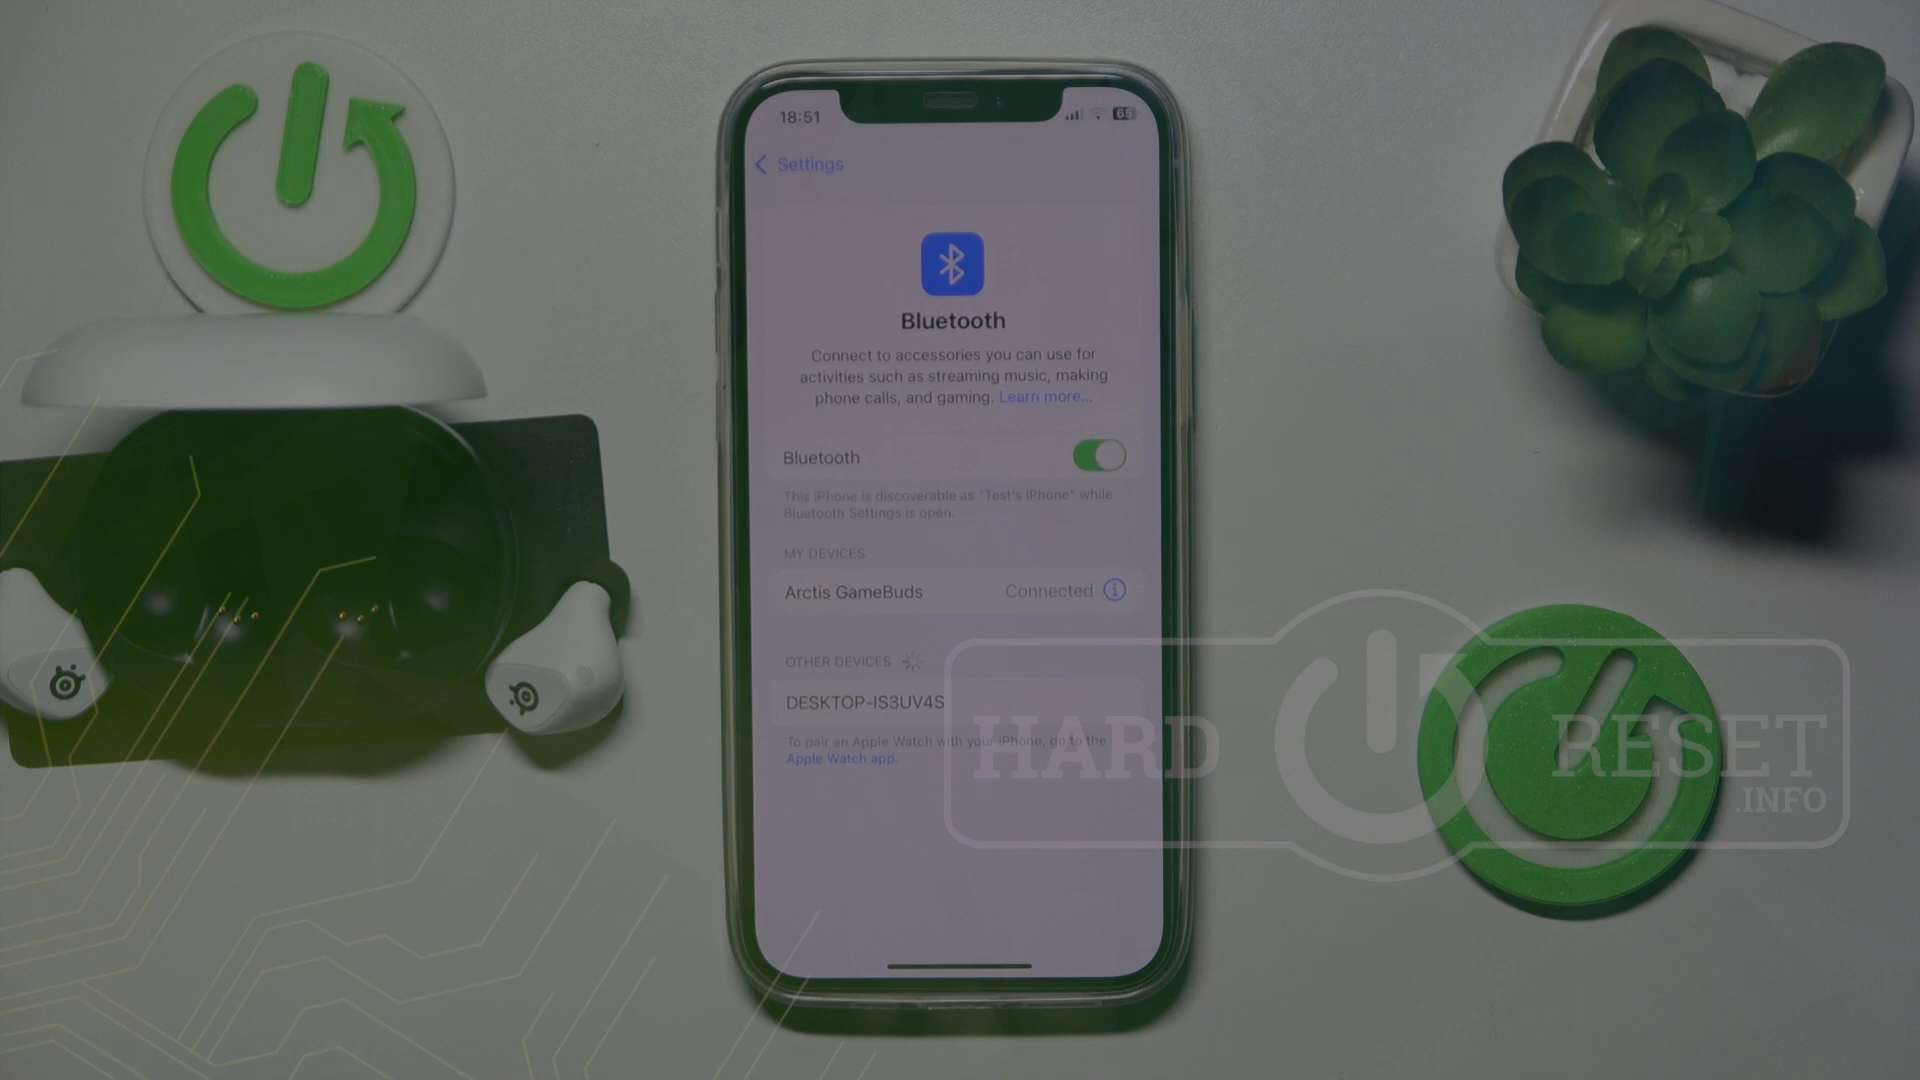 18:51
65
Settings
Bluetooth
Connect to accessories you can use for
activities such as streaming music, making
phone calls, and gaming. Learn more...
Bluetooth
This iPhone is discoverable as "Test's iPhone" while
Bluetooth Settings is open.
MY DEVICES
Arctis GameBuds Connected
OTHER DEVICES
DESKTOP-IS3UV4S
To pair an Apple Watch with your iPhone, go to the
Apple Watch app.
HARD RESET
.INFO